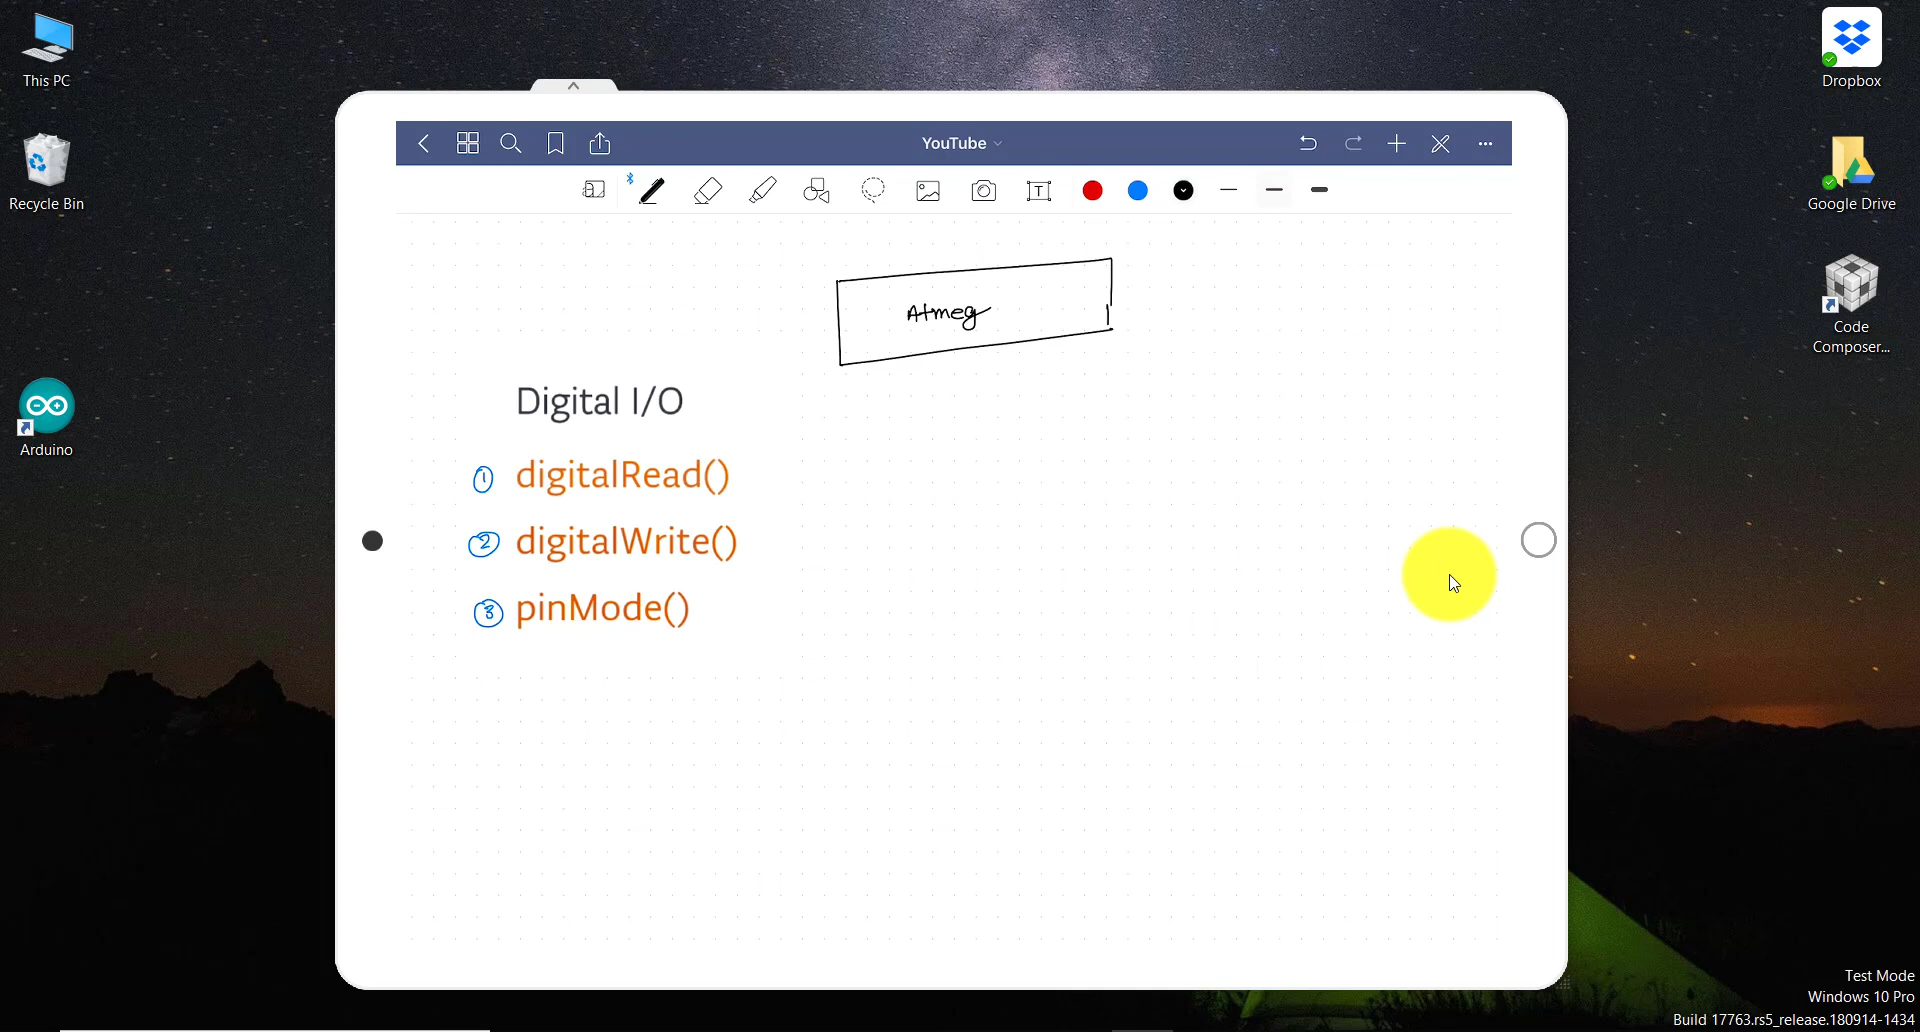 This PC
Recycle Bin
Arduino
YouTube
T
Atmeg
Digital I/O
1 digitalRead()
2 digitalWrite()
3 pinMode()
Dropbox
Google Drive
Code
Composer...
Test Mode
Windows 10 Pro
Build 17763.rs5_release.180914-1434